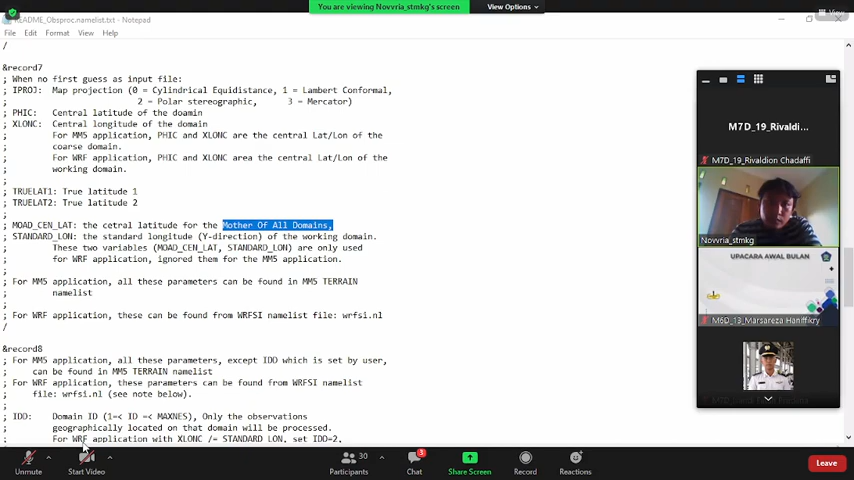 README_Obsproc.namelist.txt - Notepad
You are viewing Novvria_stmkg's screen
View Options
View
File Edit Format View Help
/
&record7
; When no first guess as input file:
; IPROJ: Map projection (0 = Cylindrical Equidistance, 1 = Lambert Conformal,
; 2 = Polar stereographic, 3 = Mercator)
; PHIC: Central latitude of the doamin
; XLONC: Central longitude of the domain
; For MM5 application, PHIC and XLONC are the central Lat/Lon of the
; coarse domain.
; For WRF application, PHIC and XLONC area the central Lat/Lon of the
; working domain.
;
; TRUELAT1: True latitude 1
; TRUELAT2: True latitude 2
;
; MOAD_CEN_LAT: the cetral latitude for the Mother Of All Domains,
; STANDARD_LON: the standard longitude (Y-direction) of the working domain.
; These two variables (MOAD_CEN_LAT, STANDARD_LON) are only used
; for WRF application, ignored them for the MM5 application.
;
; For MM5 application, all these parameters can be found in MM5 TERRAIN
; namelist
;
; For WRF application, these can be found from WRFSI namelist file: wrfsi.nl
/
&record8
; For MM5 application, all these parameters, except IDD which is set by user,
; can be found in MM5 TERRAIN namelist
; For WRF application, these parameters can be found from WRFSI namelist
; file: wrfsi.nl (see note below).
;
; IDD: Domain ID (1=< ID =< MAXNES), Only the observations
; geographically located on that domain will be processed.
; For WRF application with XLONC /= STANDARD_LON, set IDD=2,
M7D_19_Rivaldi...
M7D_19_Rivaldion Chadaffi
Novvria_stmkg
UPACARA AWAL BULAN
M6D_13_Marsareza Haniffikry
Unmute
Start Video
30
Participants
3
Chat
Share Screen
Record
Reactions
Leave